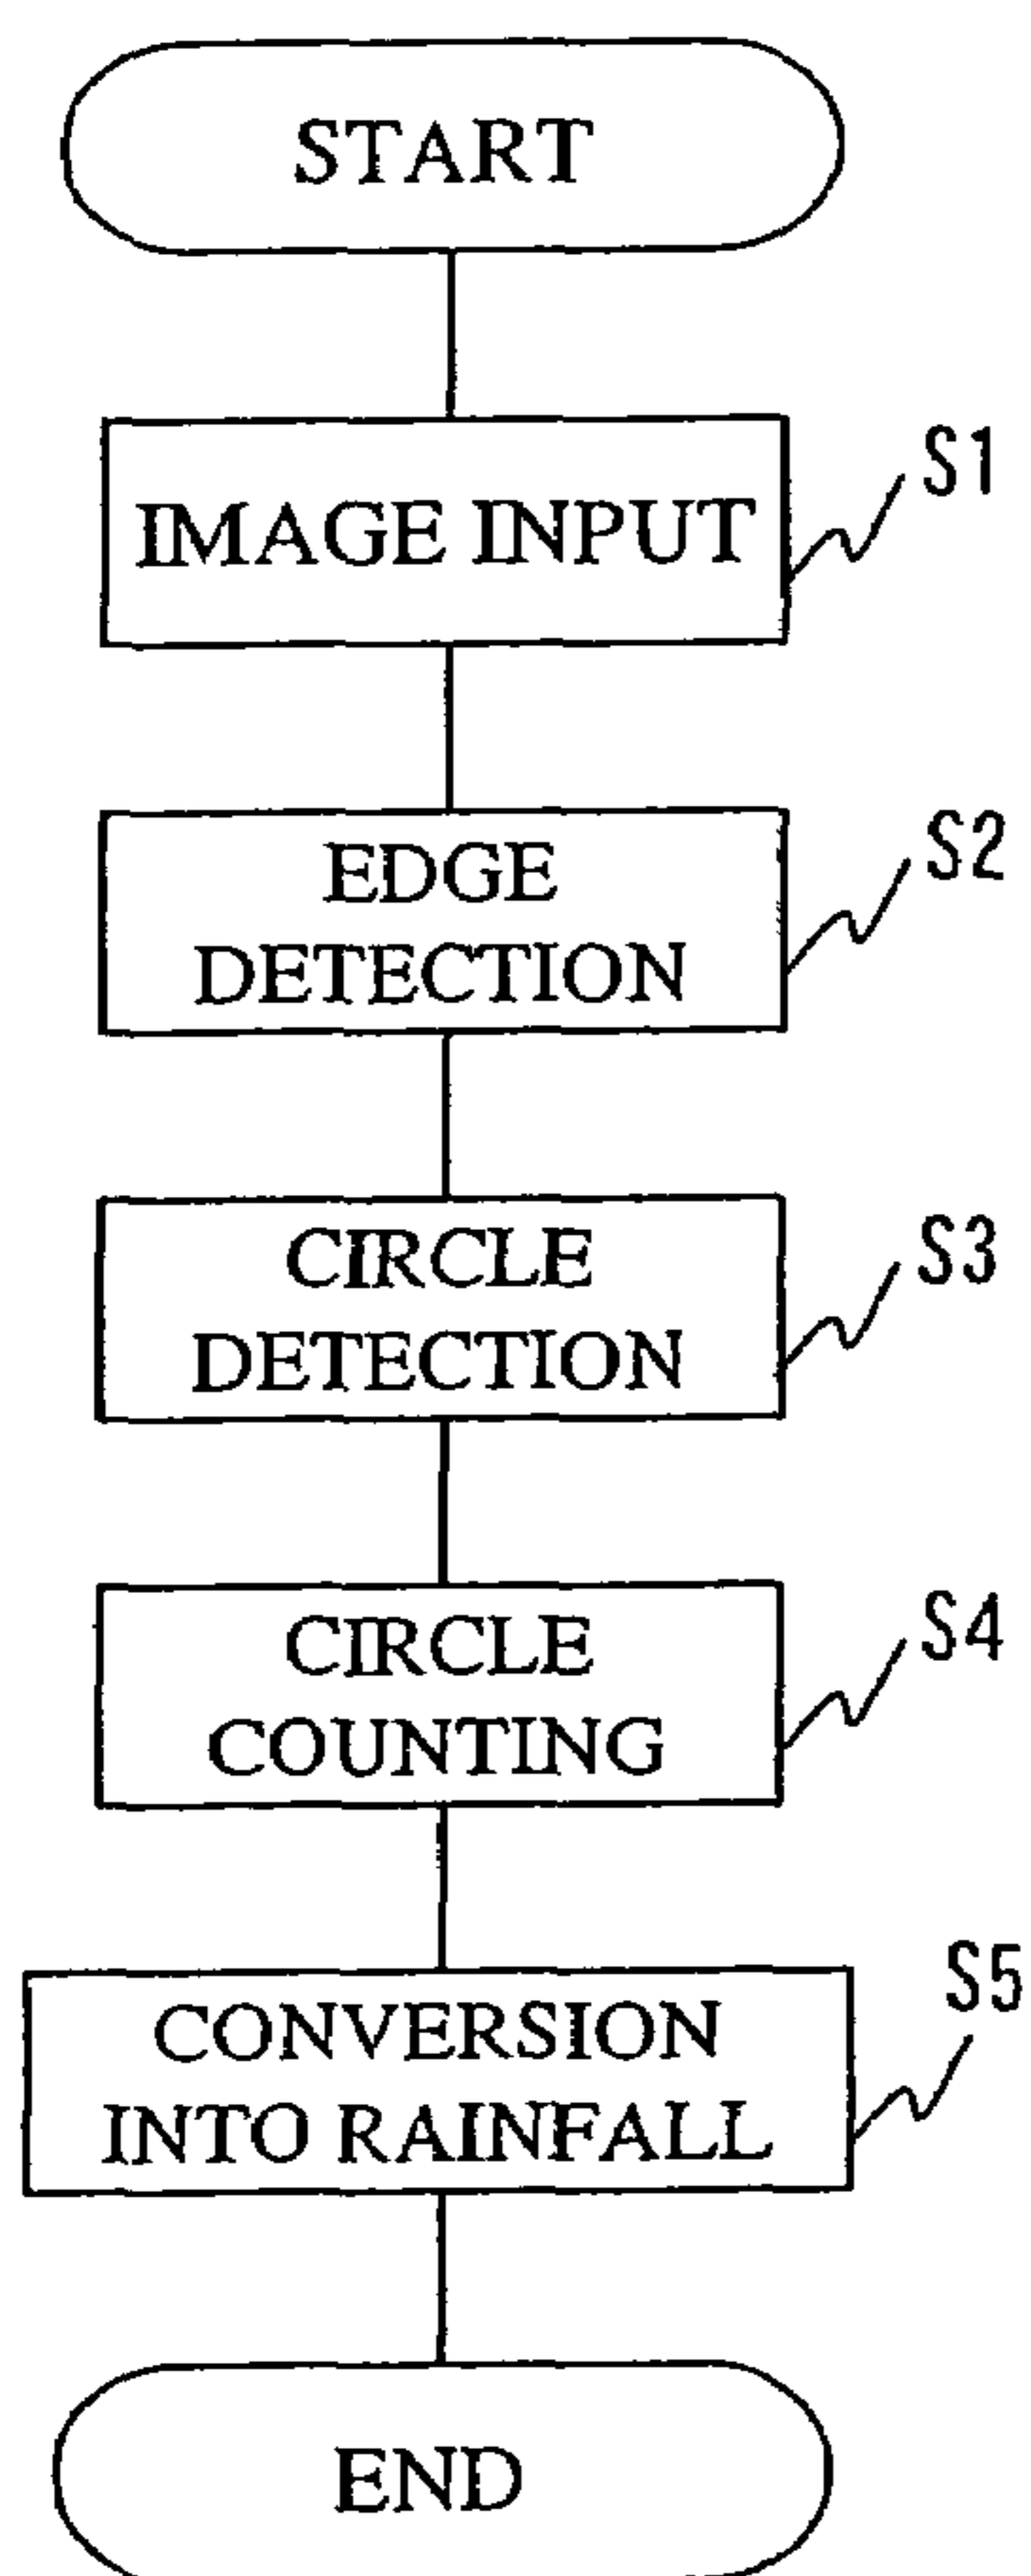 START
IMAGE INPUT
S1
EDGE
DETECTION
S2
CIRCLE
DETECTION
S3
CIRCLE
COUNTING
S4
CONVERSION
INTO RAINFALL
S5
END